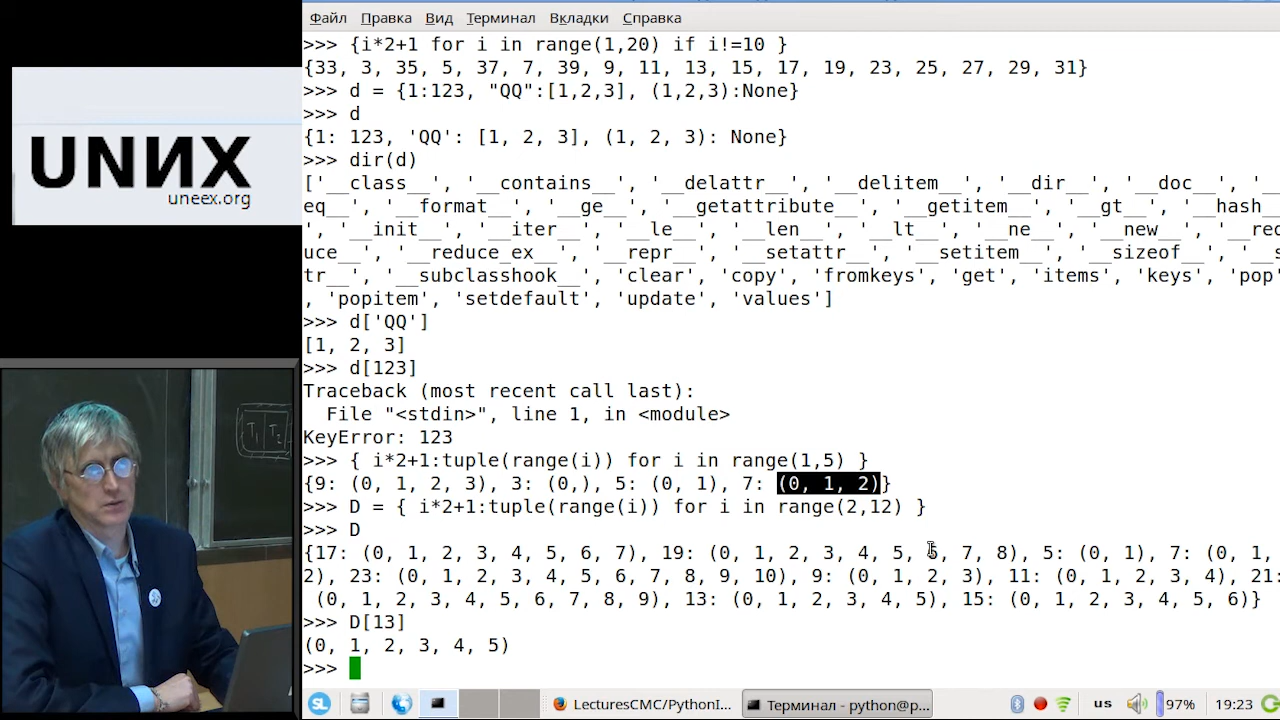 Файл Правка Вид Терминал Вкладки Справка
>>> {i*2+1 for i in range(1,20) if i!=10 }
{33, 3, 35, 5, 37, 7, 39, 9, 11, 13, 15, 17, 19, 23, 25, 27, 29, 31}
>>> d = {1:123, "QQ":[1,2,3], (1,2,3):None}
>>> d
{1: 123, 'QQ': [1, 2, 3], (1, 2, 3): None}
>>> dir(d)
['__class__', '__contains__', '__delattr__', '__delitem__', '__dir__', '__doc__', '__
eq__', '__format__', '__ge__', '__getattribute__', '__getitem__', '__gt__', '__hash__
', '__init__', '__iter__', '__le__', '__len__', '__lt__', '__ne__', '__new__', '__red
uce__', '__reduce_ex__', '__repr__', '__setattr__', '__setitem__', '__sizeof__', '__s
tr__', '__subclasshook__', 'clear', 'copy', 'fromkeys', 'get', 'items', 'keys', 'pop'
, 'popitem', 'setdefault', 'update', 'values']
>>> d['QQ']
[1, 2, 3]
>>> d[123]
Traceback (most recent call last):
  File "<stdin>", line 1, in <module>
KeyError: 123
>>> { i*2+1:tuple(range(i)) for i in range(1,5) }
{9: (0, 1, 2, 3), 3: (0,), 5: (0, 1), 7: (0, 1, 2)}
>>> D = { i*2+1:tuple(range(i)) for i in range(2,12) }
>>> D
{17: (0, 1, 2, 3, 4, 5, 6, 7), 19: (0, 1, 2, 3, 4, 5, 6, 7, 8), 5: (0, 1), 7: (0, 1,
2), 23: (0, 1, 2, 3, 4, 5, 6, 7, 8, 9, 10), 9: (0, 1, 2, 3), 11: (0, 1, 2, 3, 4), 21:
 (0, 1, 2, 3, 4, 5, 6, 7, 8, 9), 13: (0, 1, 2, 3, 4, 5), 15: (0, 1, 2, 3, 4, 5, 6)}
>>> D[13]
(0, 1, 2, 3, 4, 5)
>>>
LecturesCMC/PythonI... Терминал - python@p... us 97% 19:23
UNИX
uneex.org
T1 T2